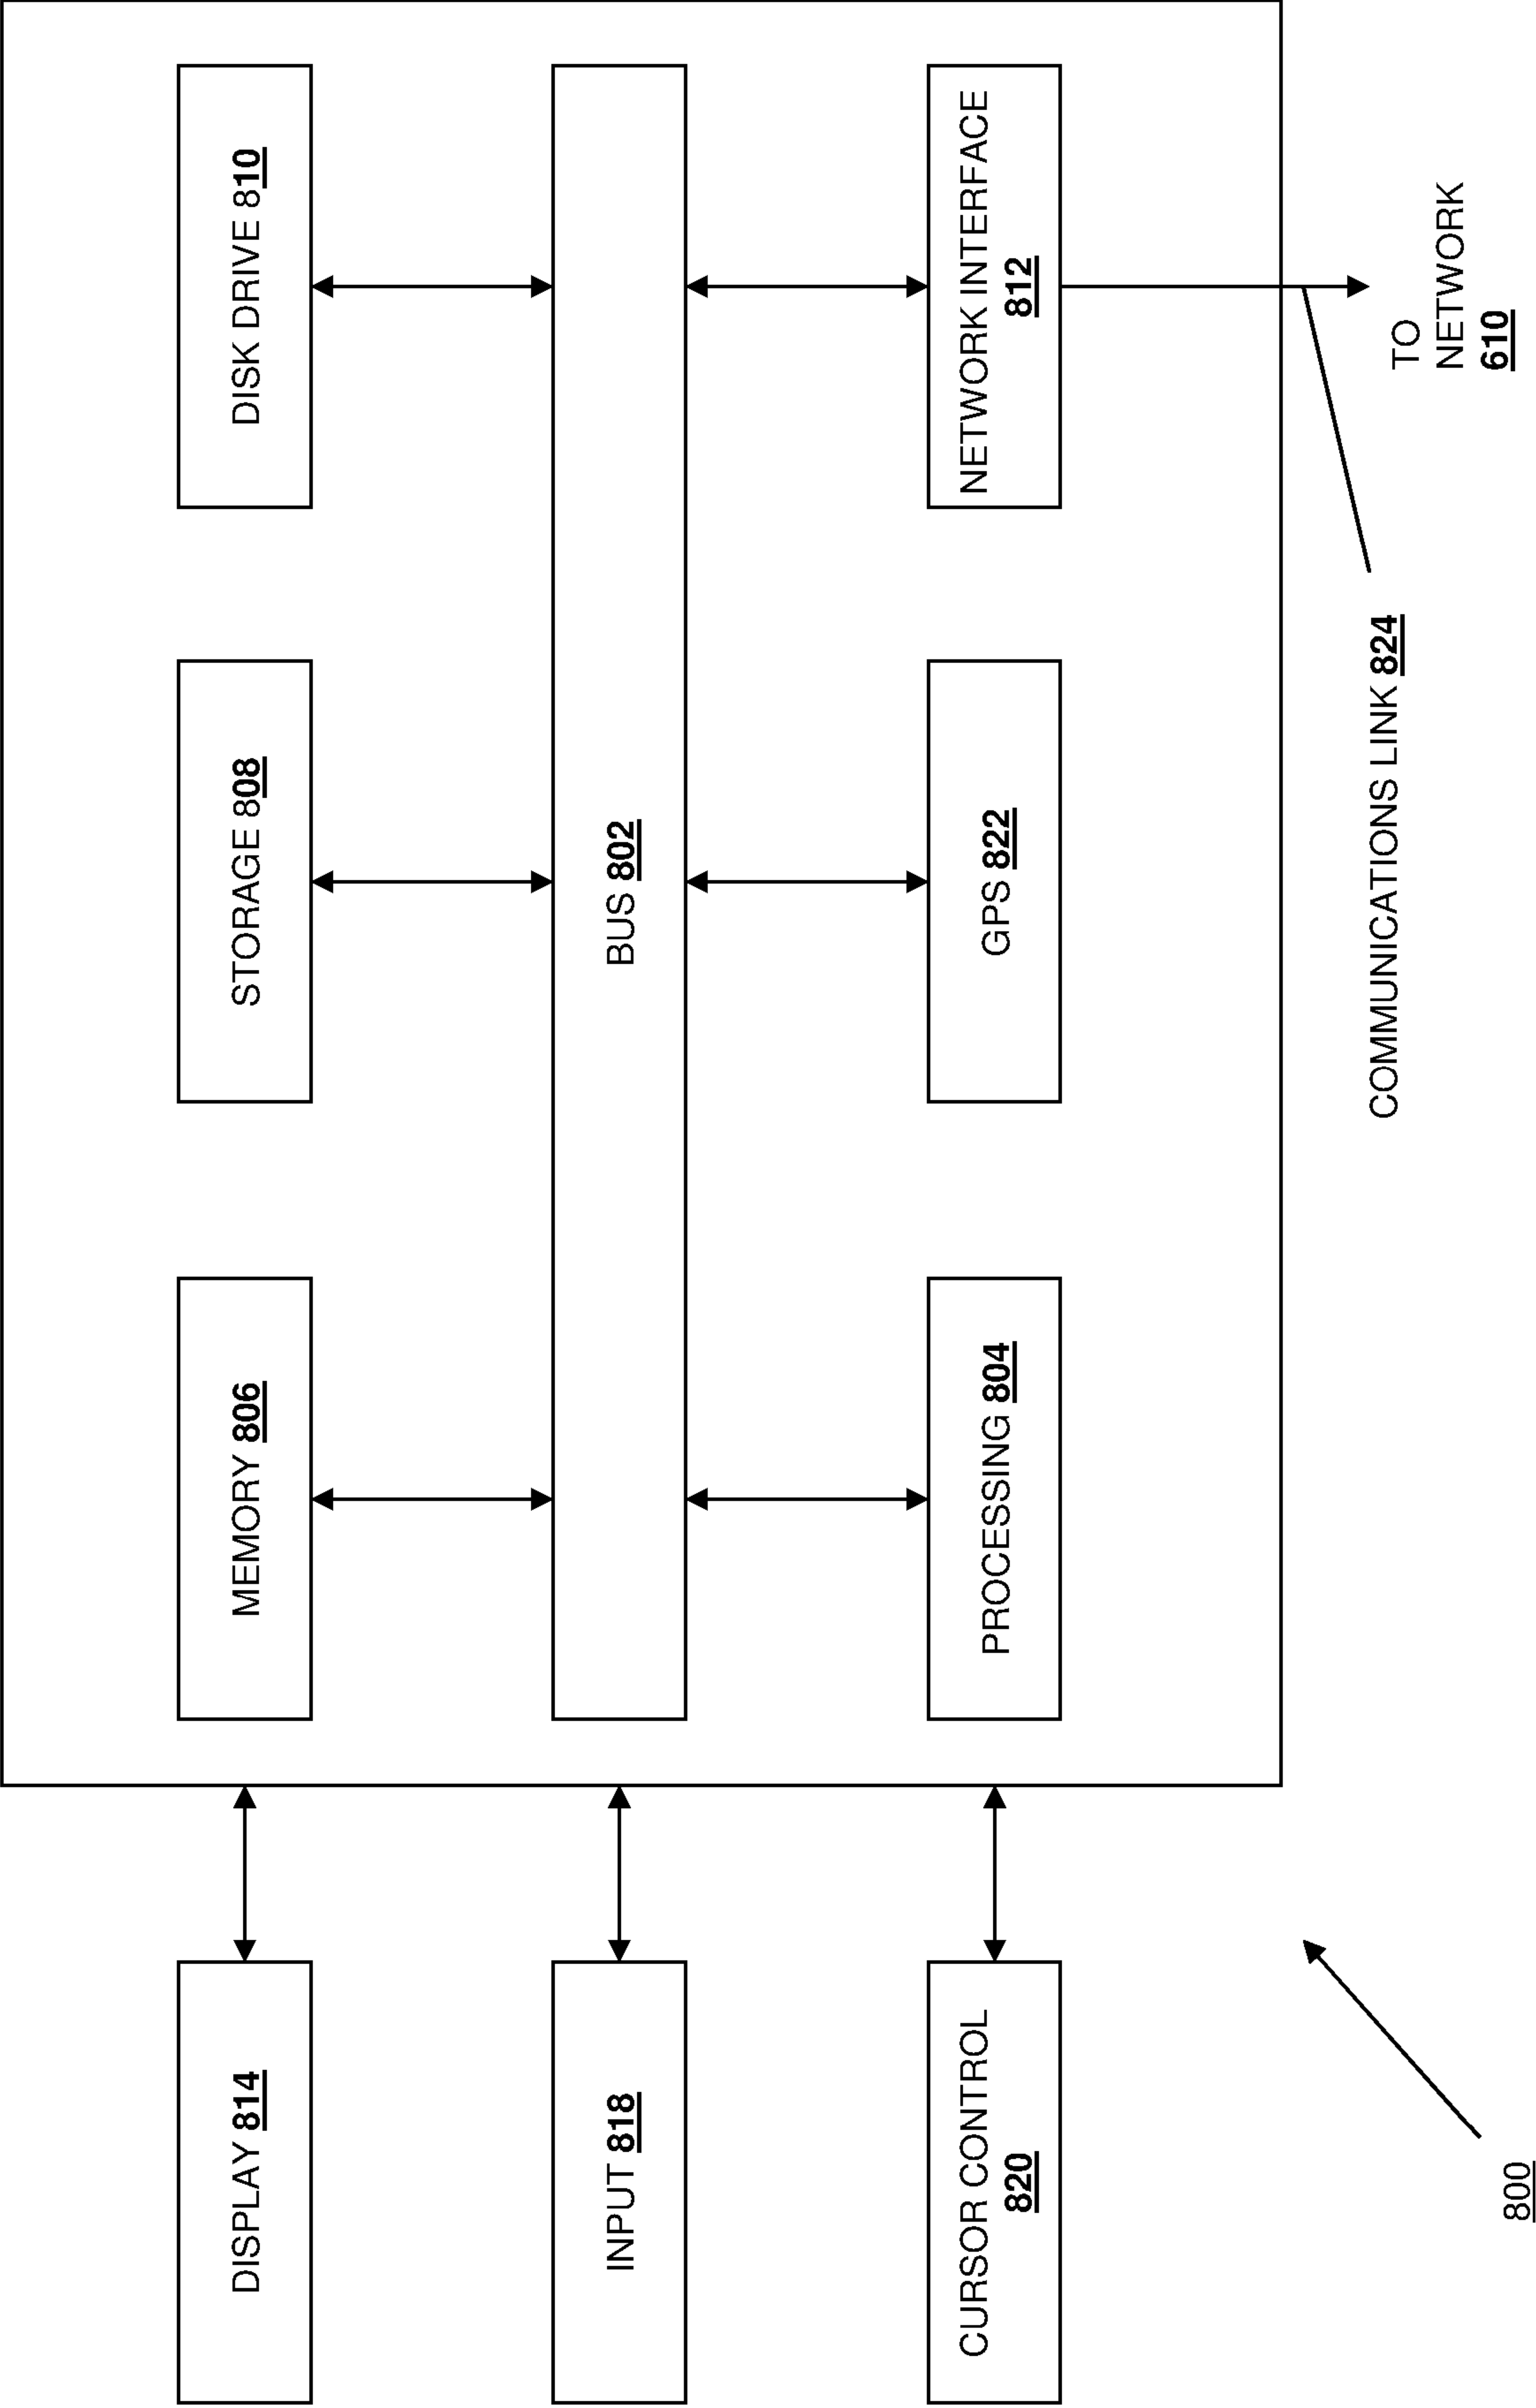 DISPLAY 814
MEMORY 806
STORAGE 808
DISK DRIVE 810
INPUT 818
BUS 802
CURSOR CONTROL
820
PROCESSING 804
GPS 822
NETWORK INTERFACE
812
COMMUNICATIONS LINK 824
TO
NETWORK
610
800